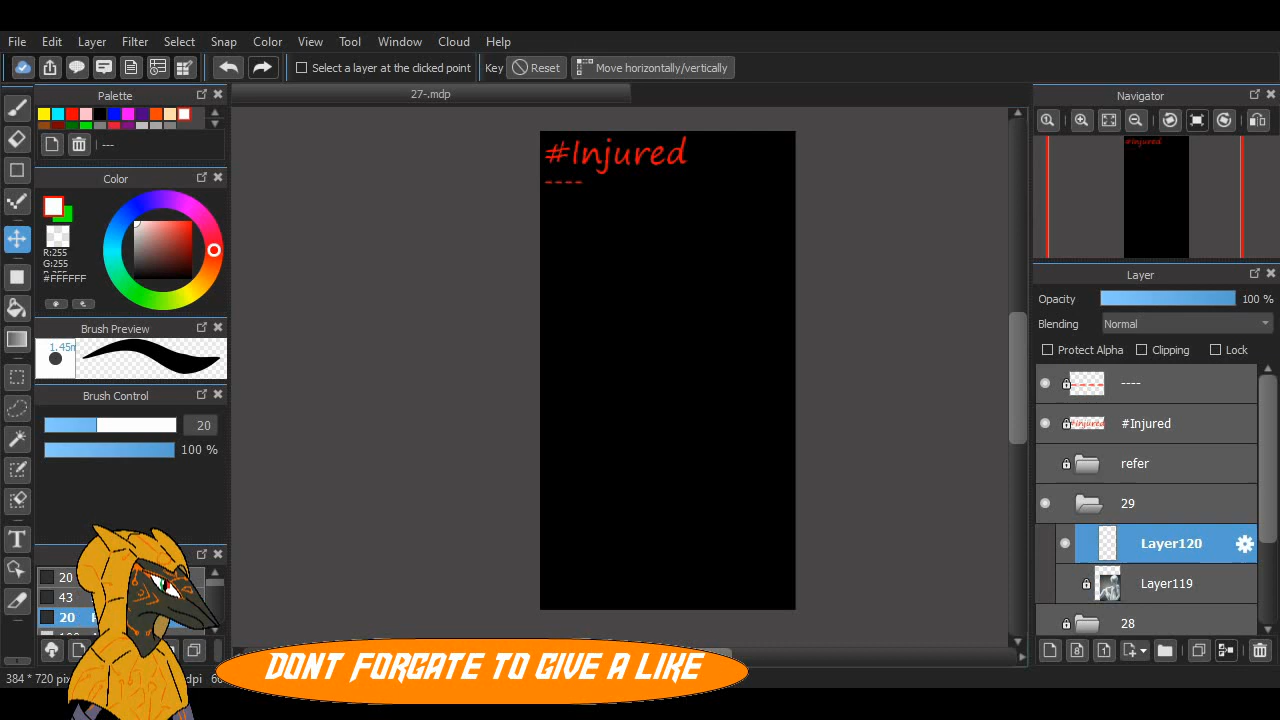 File Edit Layer Filter Select Snap Color View Tool Window Cloud Help
Select a layer at the clicked point Key Reset Move horizontally/vertically
Palette
27-.mdp
Navigator
---
#Injured
----
#Injured
Color
R:255
G:255
#FFFFFF
Layer
Opacity 100 %
Blending Normal
Protect Alpha Clipping Lock
Brush Preview
Brush Control
20
100 %
----
#Injured
refer
29
Layer120
Layer119
28
20
43
20
T
DONT FORGATE TO GIVE A LIKE
384 * 720